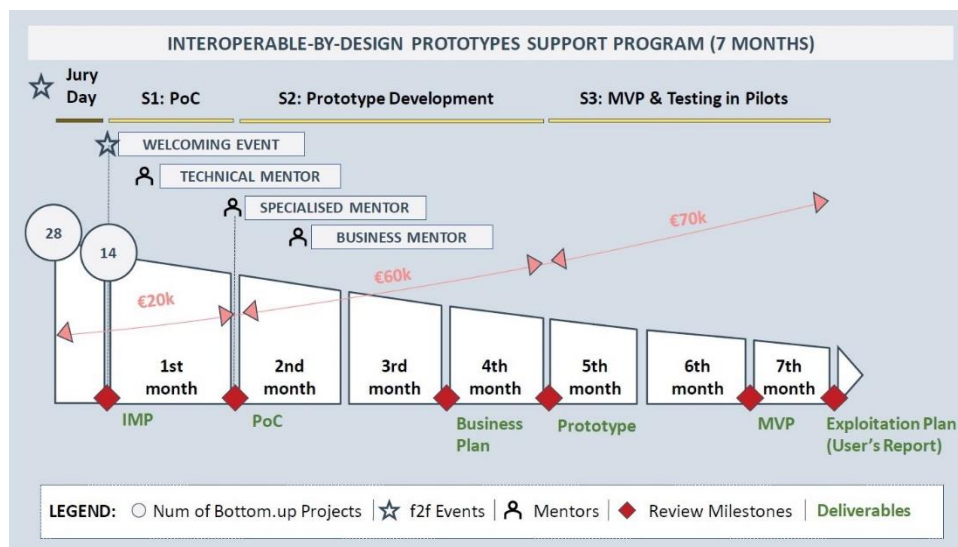 INTEROPERABLE-BY-DESIGN PROTOTYPES SUPPORT PROGRAM (7 MONTHS)
Jury
Day
S1: PoC
S2: Prototype Development
S3: MVP & Testing in Pilots
WELCOMING EVENT
TECHNICAL MENTOR
SPECIALISED MENTOR
BUSINESS MENTOR
28
14
€20k
€60k
€70k
1st
month
2nd
month
3rd
month
4th
month
5th
month
6th
month
7th
month
IMP
PoC
Business
Plan
Prototype
MVP
Exploitation Plan
(User's Report)
LEGEND: Num of Bottom.up Projects f2f Events Mentors Review Milestones Deliverables